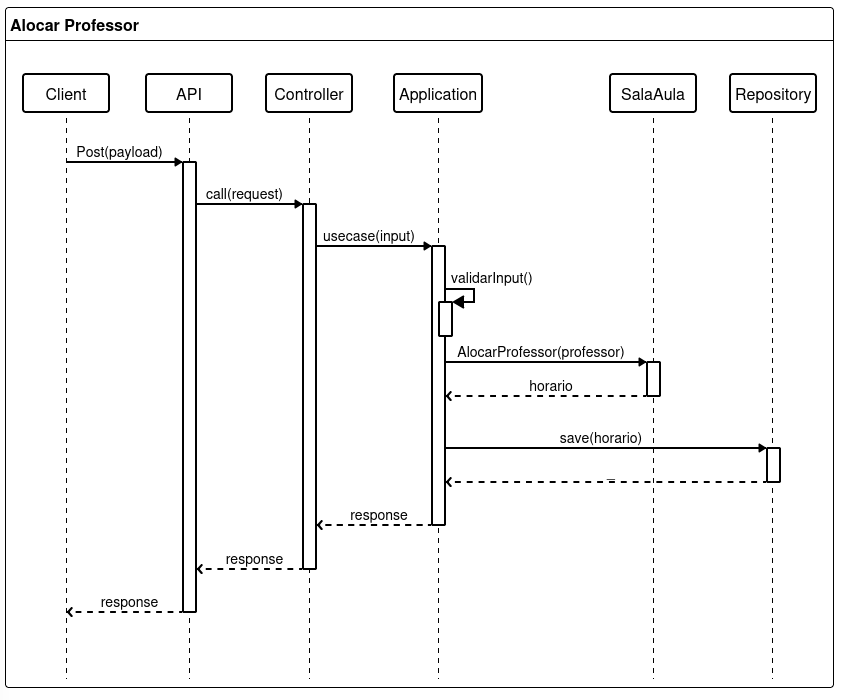 Alocar Professor
Client
API
Controller
Application
SalaAula
Repository
Post(payload)
call(request)
usecase(input)
validarInput()
AlocarProfessor(professor)
horario
save(horario)
_
response
response
response